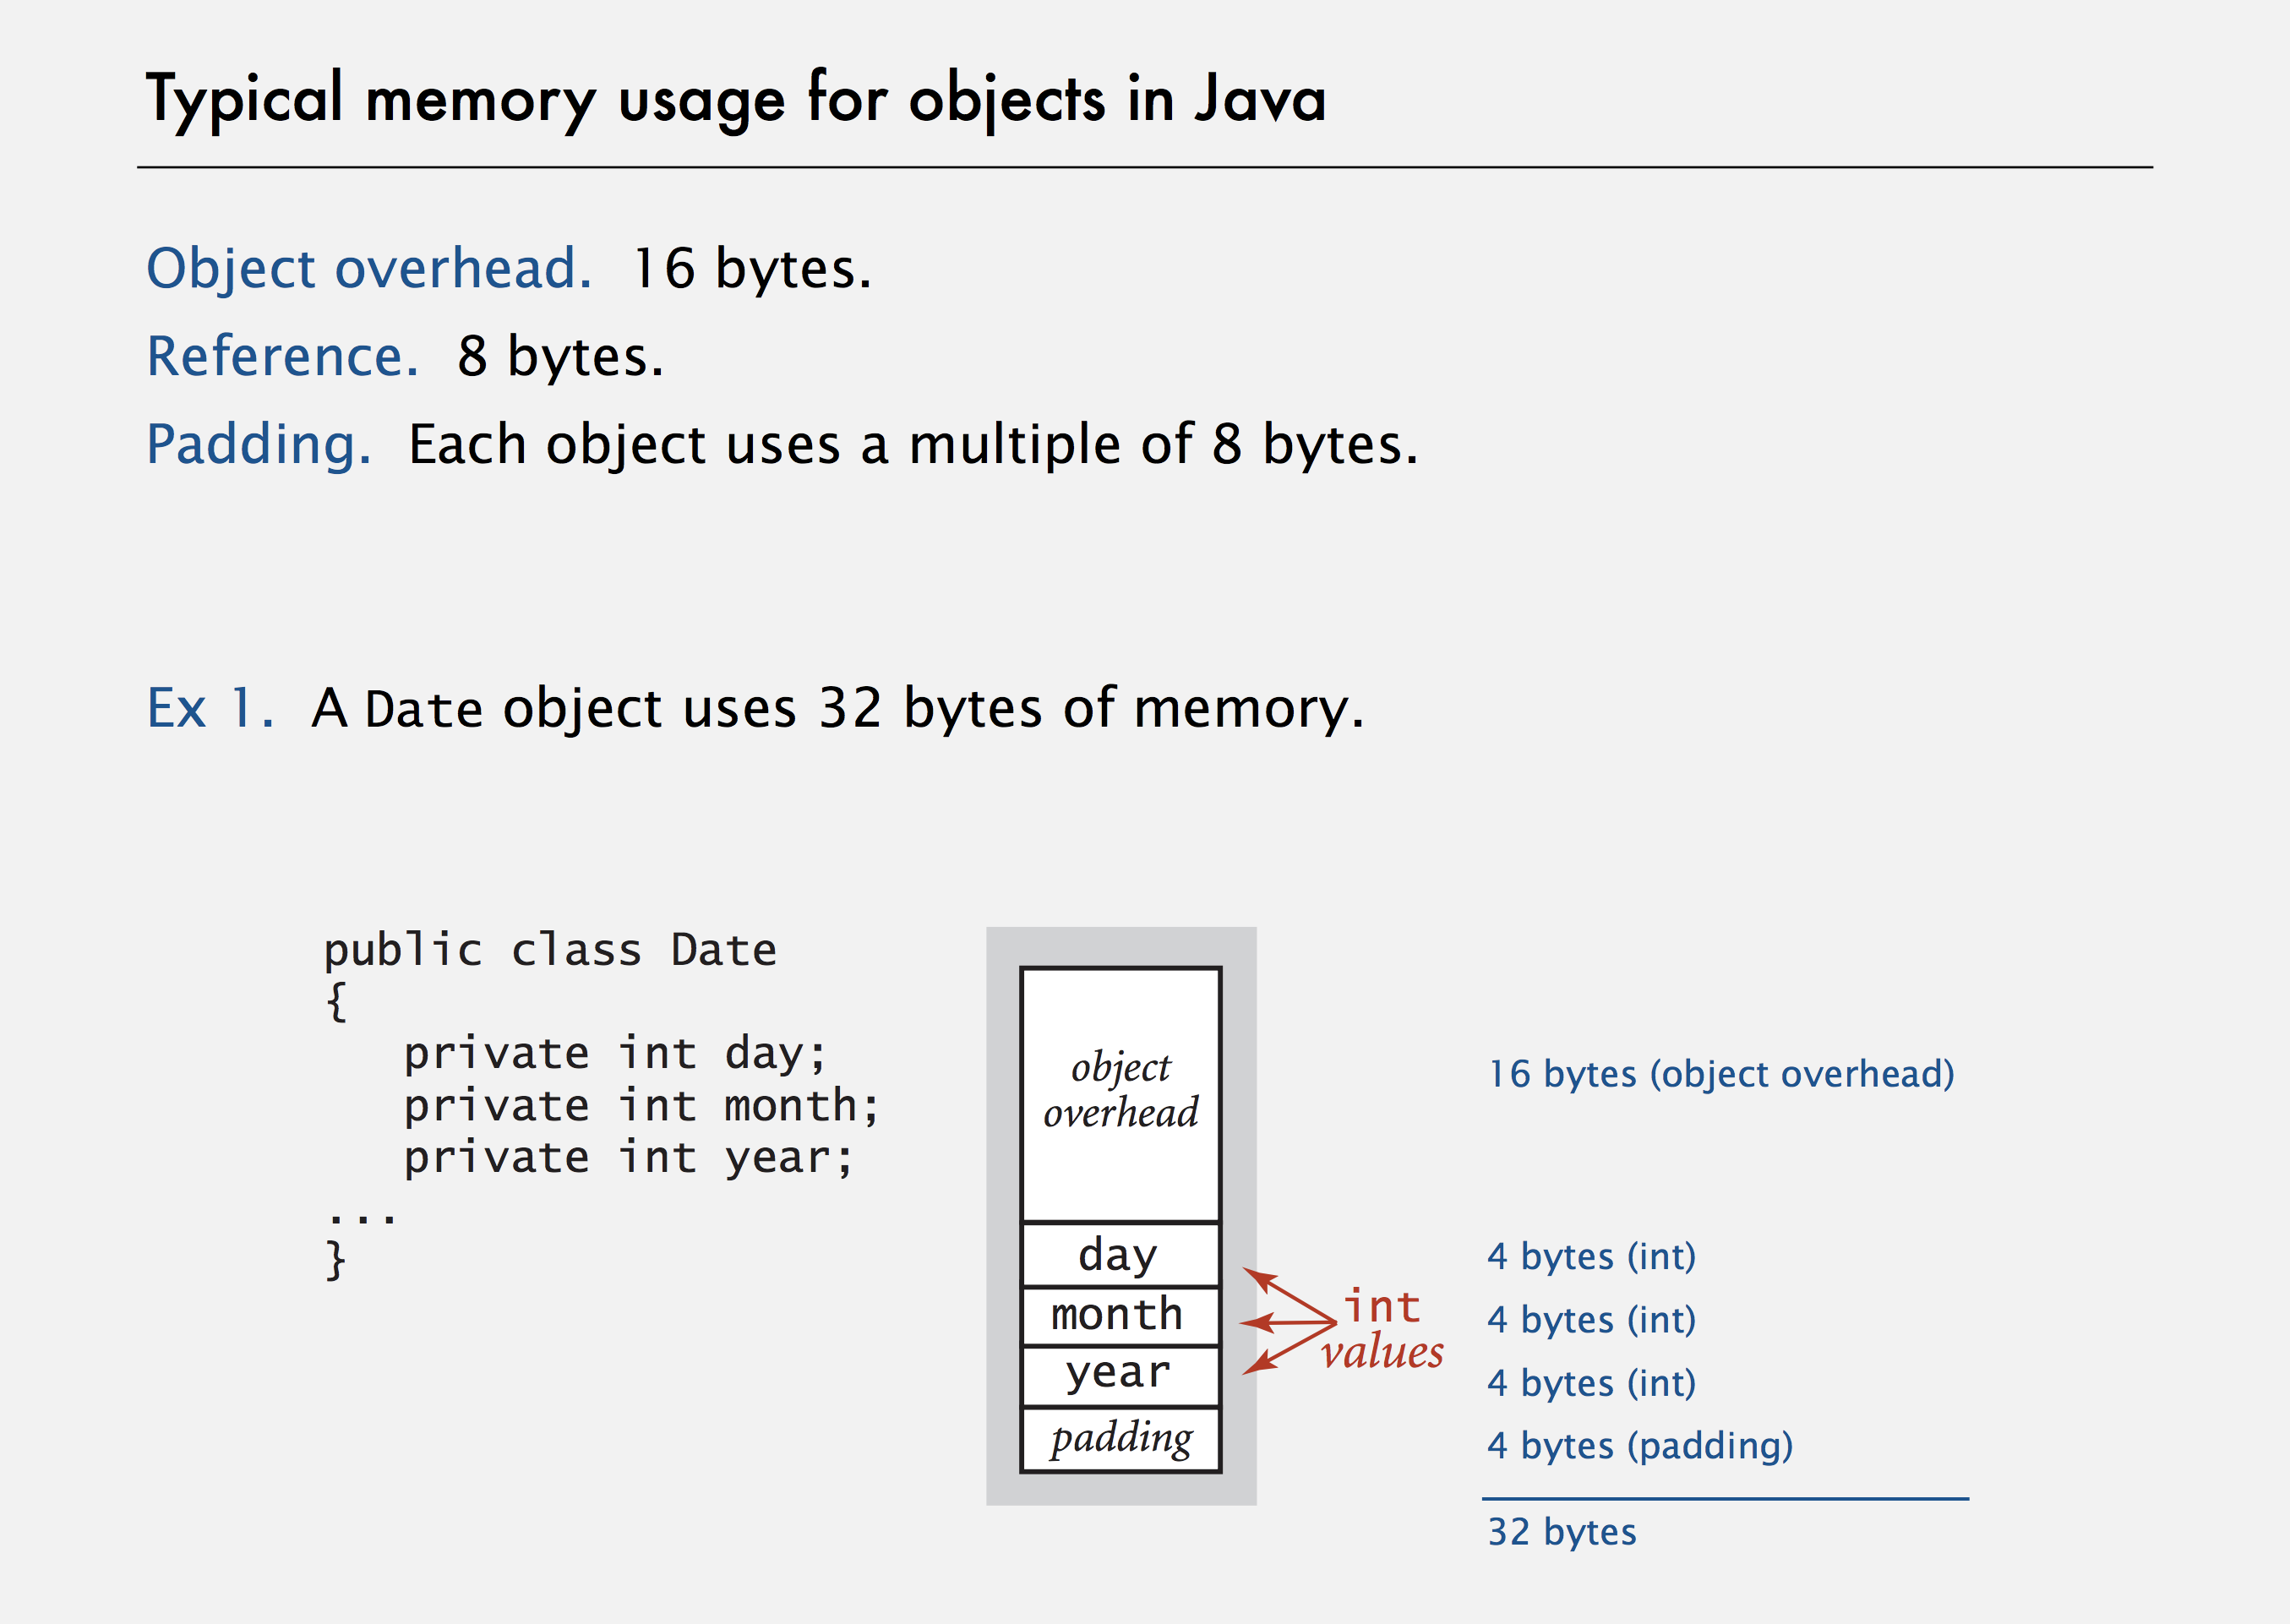 Typical memory usage for objects in Java
Object overhead. 16 bytes.
Reference. 8 bytes.
Padding. Each object uses a multiple of 8 bytes.
Ex 1. A Date object uses 32 bytes of memory.
public class Date
{
   private int day;
   private int month;
   private int year;
...
}
object
overhead
day
month
year
padding
int
values
16 bytes (object overhead)
4 bytes (int)
4 bytes (int)
4 bytes (int)
4 bytes (padding)
32 bytes